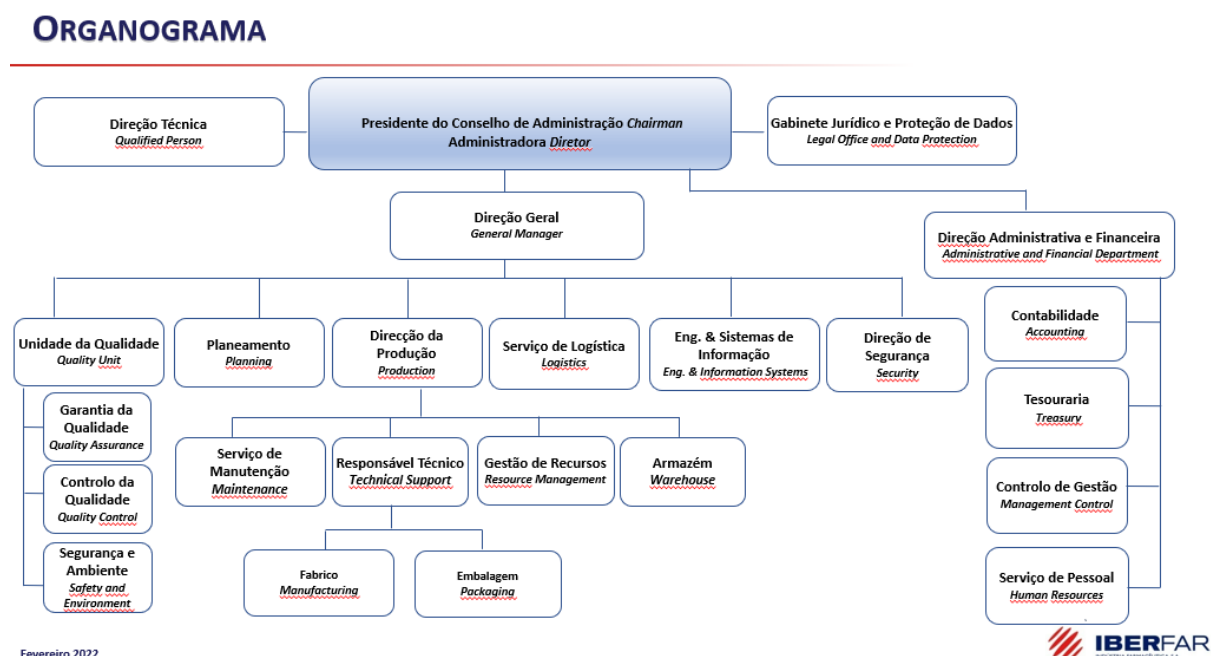 ORGANOGRAMA
Direção Técnica
Qualified Person
Presidente do Conselho de Administração Chairman
Administradora Diretor
Gabinete Jurídico e Proteção de Dados
Legal Office and Data Protection
Direção Geral
General Manager
Direção Administrativa e Financeira
Administrative and Financial Department
Unidade da Qualidade
Quality Unit
Planeamento
Planning
Direcção da
Produção
Production
Serviço de Logística
Logistics
Eng. & Sistemas de
Informação
Eng. & Information Systems
Direção de
Segurança
Security
Contabilidade
Accounting
Tesouraria
Treasury
Controlo de Gestão
Management Control
Serviço de Pessoal
Human Resources
Garantia da
Qualidade
Quality Assurance
Controlo da
Qualidade
Quality Control
Segurança e
Ambiente
Safety and
Environment
Serviço de
Manutenção
Maintenance
Responsável Técnico
Technical Support
Gestão de Recursos
Resource Management
Armazém
Warehouse
Fabrico
Manufacturing
Embalagem
Packaging
Fevereiro 2022
IBERFAR